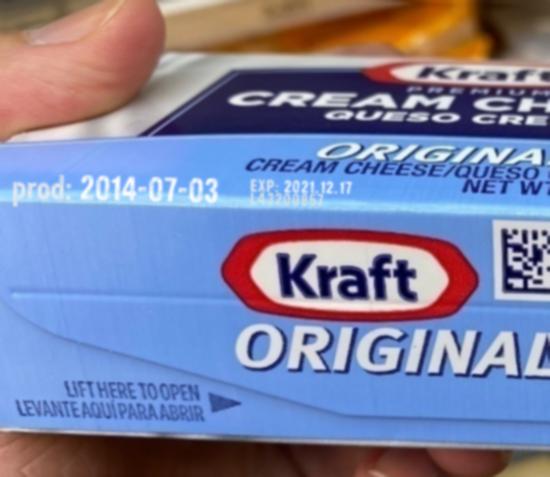 Kraft
PREMIUM
CREAM CH
QUESO CRE
ORIGINA
CREAM CHEESE/QUESO
NET WT
prod: 2014-07-03
EXP: 2021.12.17
Kraft
ORIGINAL
LIFT HERE TO OPEN
LEVANTE AQUÍ PARA ABRIR